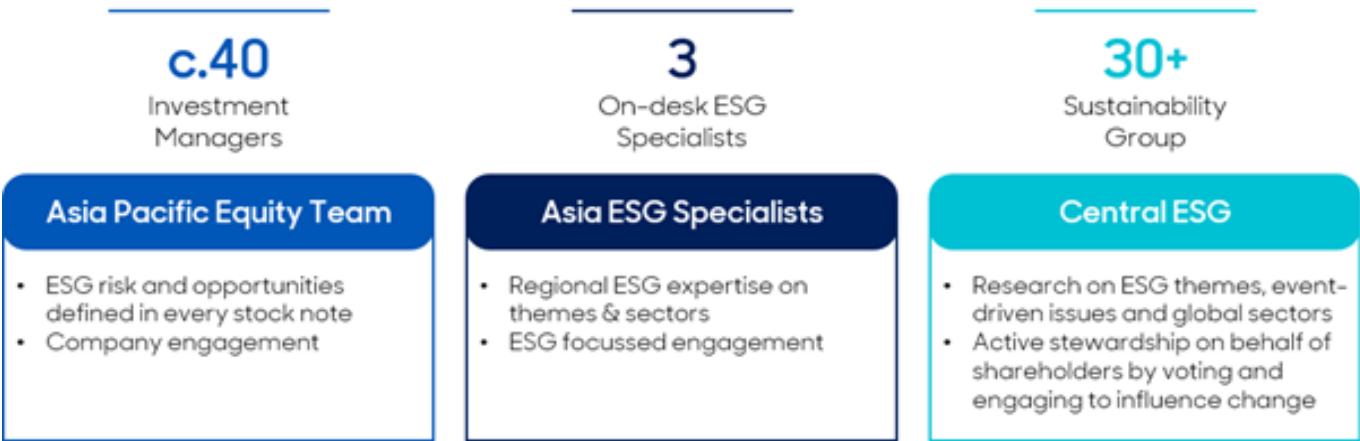 c.40
Investment
Managers
Asia Pacific Equity Team
• ESG risk and opportunities
defined in every stock note
• Company engagement
3
On-desk ESG
Specialists
Asia ESG Specialists
• Regional ESG expertise on
themes & sectors
• ESG focussed engagement
30+
Sustainability
Group
Central ESG
• Research on ESG themes, event-
driven issues and global sectors
• Active stewardship on behalf of
shareholders by voting and
engaging to influence change